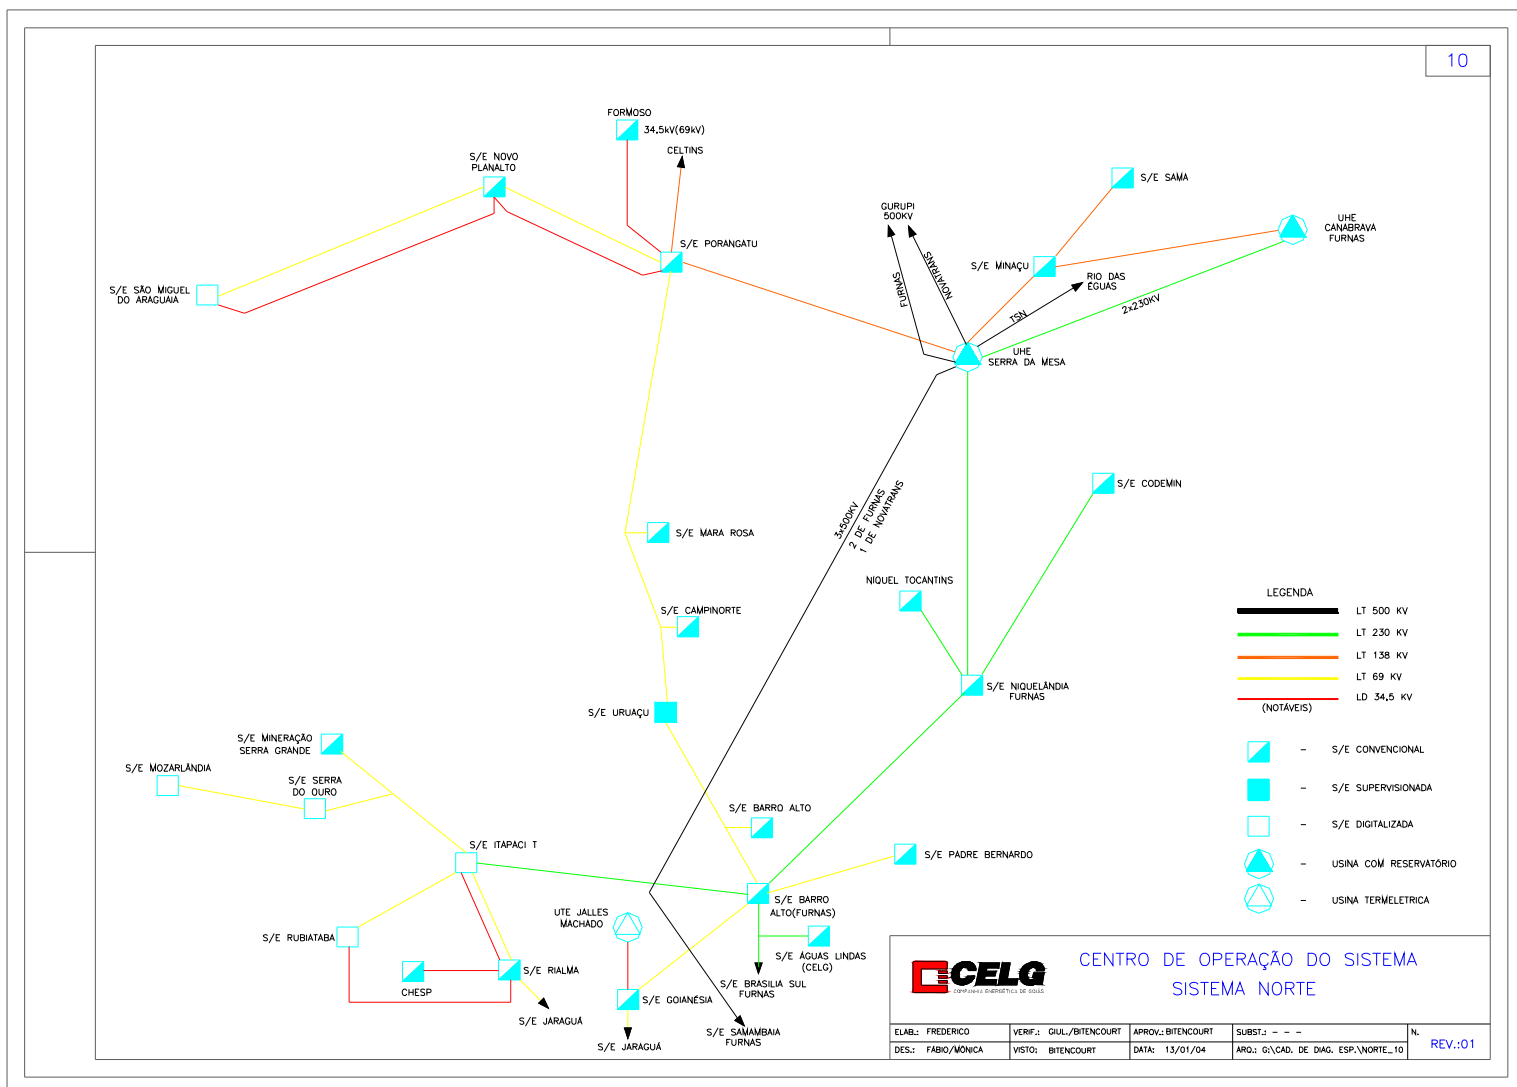 10
FORMOSO
34,5kV(69kV)
CELTINS
S/E NOVO
PLANALTO
S/E PORANGATU
S/E SÃO MIGUEL
DO ARAGUAIA
GURUPI
500KV
FURNAS
NOVATRANS
S/E SAMA
UHE
CANABRAVA
FURNAS
S/E MINAÇU
RIO DAS
ÉGUAS
TSN
2x230KV
UHE
SERRA DA MESA
3x500KV
2 DE FURNAS
1 DE NOVATRANS
S/E CODEMIN
S/E MARA ROSA
NIQUEL TOCANTINS
S/E CAMPINORTE
S/E NIQUELÂNDIA
FURNAS
S/E URUAÇU
LEGENDA
LT 500 KV
LT 230 KV
LT 138 KV
LT 69 KV
LD 34,5 KV
(NOTÁVEIS)
- S/E CONVENCIONAL
- S/E SUPERVISIONADA
- S/E DIGITALIZADA
- USINA COM RESERVATÓRIO
- USINA TERMELETRICA
S/E MINERAÇÃO
SERRA GRANDE
S/E MOZARLÂNDIA
S/E SERRA
DO OURO
S/E BARRO ALTO
S/E ITAPACI T
S/E PADRE BERNARDO
S/E BARRO
ALTO(FURNAS)
UTE JALLES
MACHADO
S/E RUBIATABA
S/E ÁGUAS LINDAS
(CELG)
S/E RIALMA
CHESP
S/E BRASILIA SUL
FURNAS
S/E GOIANÉSIA
S/E JARAGUÁ
S/E JARAGUÁ
S/E SAMAMBAIA
FURNAS
CELG
COMPANHIA ENERGÉTICA DE GOIÁS
CENTRO DE OPERAÇÃO DO SISTEMA
SISTEMA NORTE
ELAB.: FREDERICO
VERIF.: GIUL./BITENCOURT
APROV.: BITENCOURT
SUBST.: - - -
N.
DES.: FÁBIO/MÔNICA
VISTO: BITENCOURT
DATA: 13/01/04
ARQ.: G:\CAD. DE DIAG. ESP.\NORTE_10
REV.:01